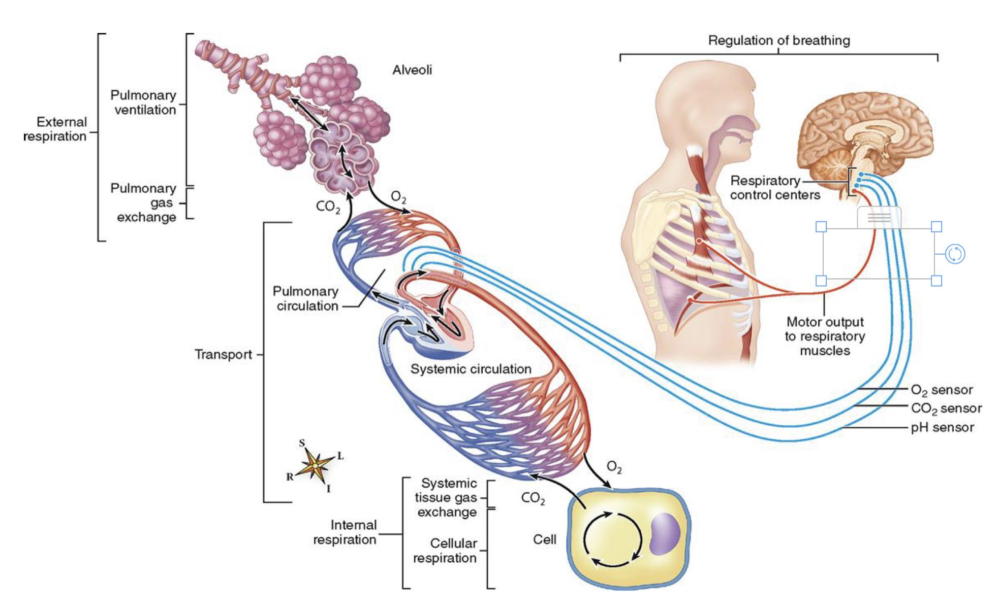 Regulation of breathing
Alveoli
Pulmonary
ventilation
External
respiration
Pulmonary
gas
exchange
CO₂
O₂
Respiratory
control centers
Pulmonary
circulation
Motor output
to respiratory
muscles
Transport
Systemic circulation
O₂ sensor
CO₂ sensor
pH sensor
S
L
R
I
O₂
Systemic
tissue gas
exchange
CO₂
Internal
respiration
Cellular
respiration
Cell